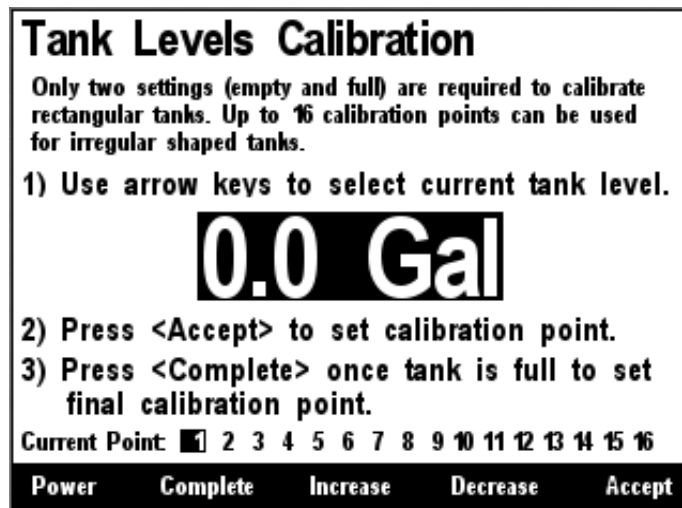 Tank Levels Calibration
Only two settings (empty and full) are required to calibrate
rectangular tanks. Up to 16 calibration points can be used
for irregular shaped tanks.
1) Use arrow keys to select current tank level.
0.0 Gal
2) Press <Accept> to set calibration point.
3) Press <Complete> once tank is full to set
final calibration point.
Current Point: 1 2 3 4 5 6 7 8 9 10 11 12 13 14 15 16
Power Complete Increase Decrease Accept